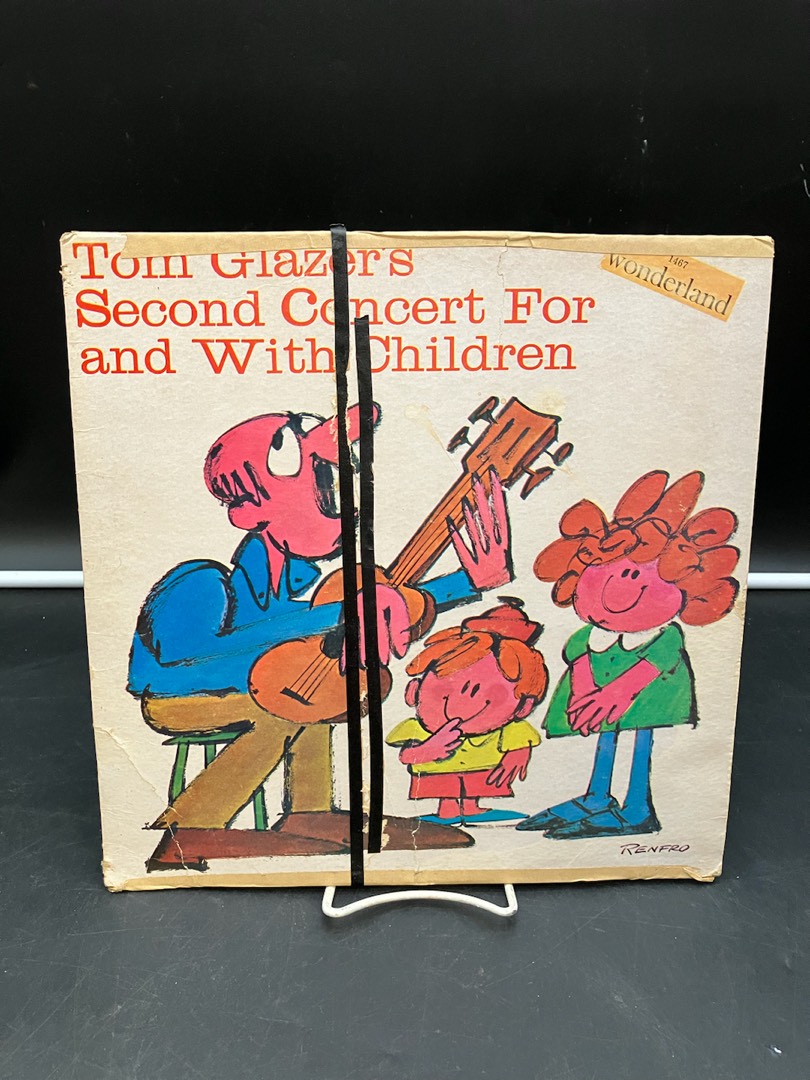 Tom Glazer's
Second Concert For
and With Children
1467
Wonderland
RENFRO